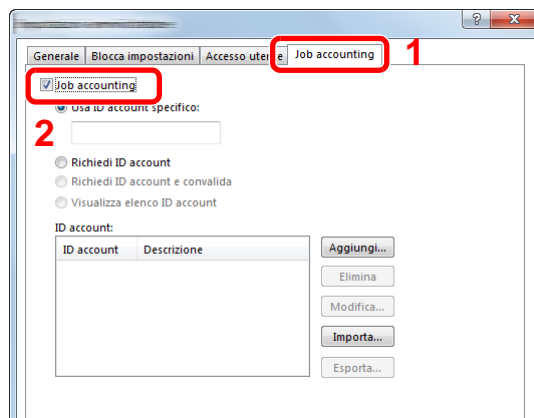 Generale Blocca impostazioni Accesso utente Job accounting 1
Job accounting
Usa ID account specifico:
2
Richiedi ID account
Richiedi ID account e convalida
Visualizza elenco ID account
ID account:
ID account Descrizione
Aggiungi...
Elimina
Modifica...
Importa...
Esporta...